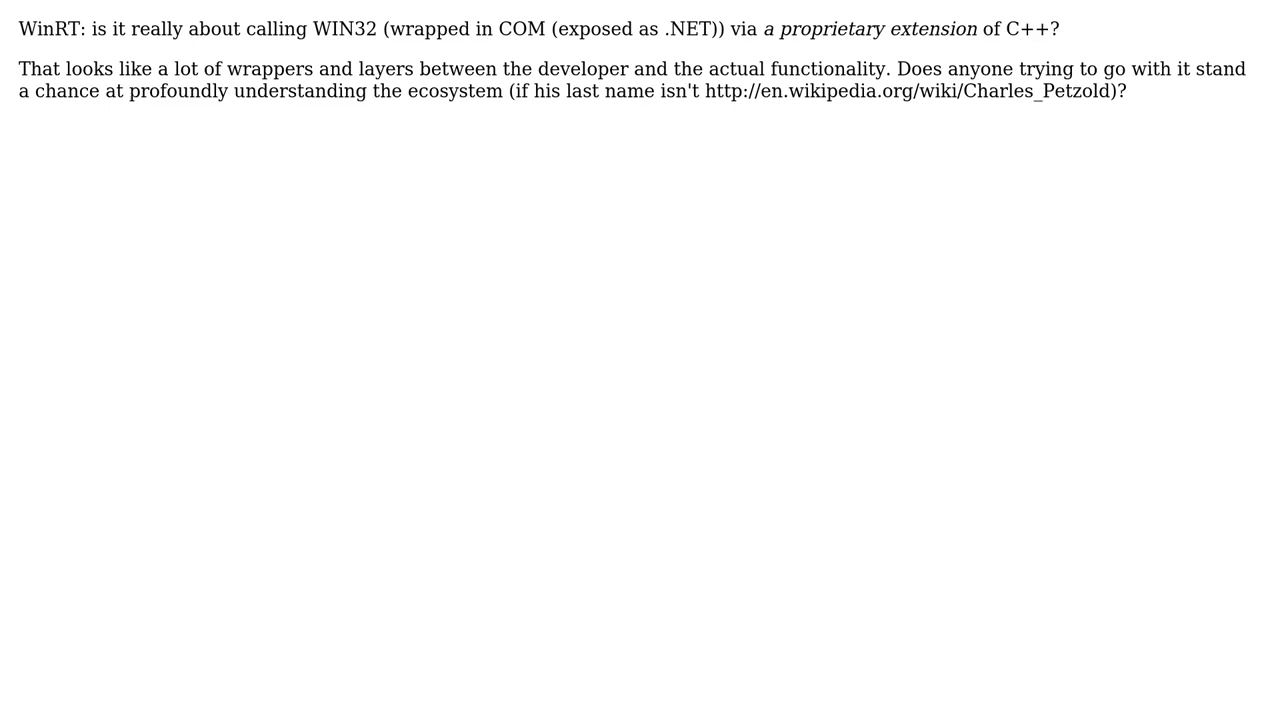 WinRT: is it really about calling WIN32 (wrapped in COM (exposed as .NET)) via a proprietary extension of C++?
That looks like a lot of wrappers and layers between the developer and the actual functionality. Does anyone trying to go with it stand
a chance at profoundly understanding the ecosystem (if his last name isn't http://en.wikipedia.org/wiki/Charles_Petzold)?